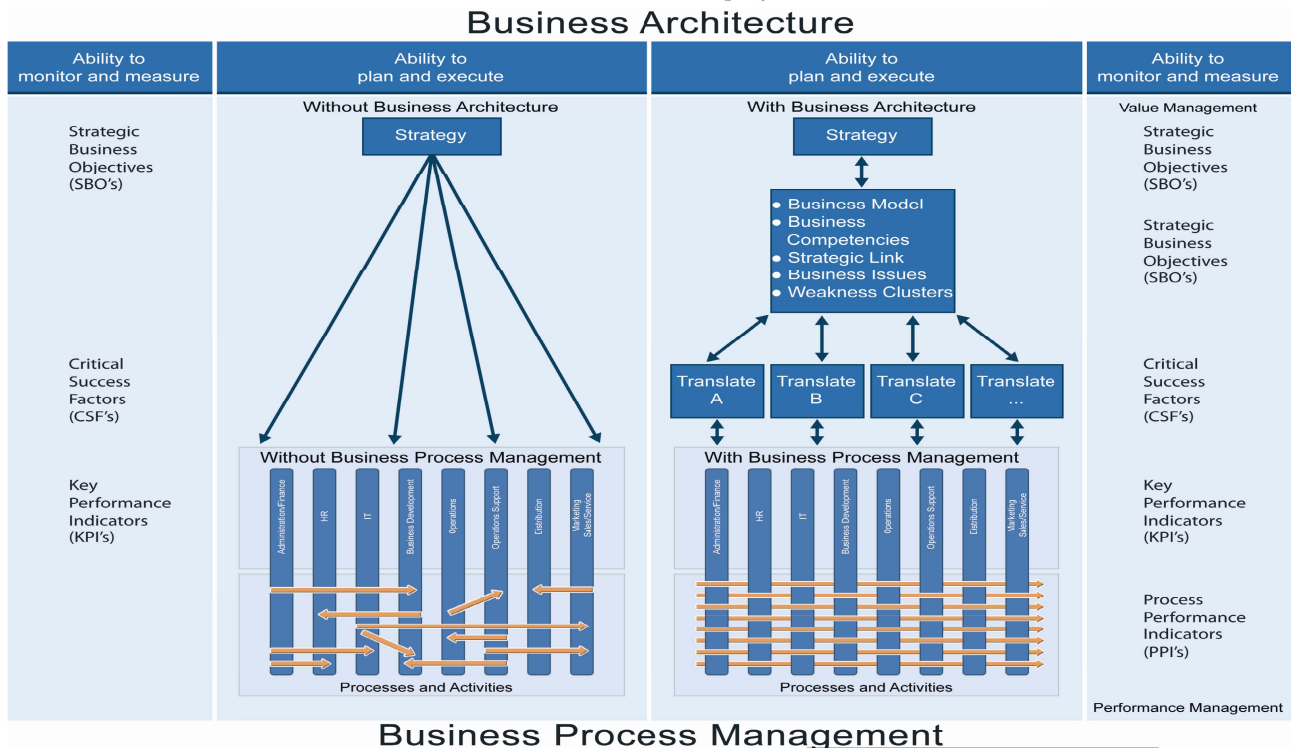 Business Architecture
Ability to
monitor and measure
Ability to
plan and execute
Ability to
plan and execute
Ability to
monitor and measure
Strategic
Business
Objectives
(SBO's)
Critical
Success
Factors
(CSF's)
Key
Performance
Indicators
(KPI's)
Without Business Architecture
Strategy
Without Business Process Management
Administration/Finance
HR
IT
Business Development
Operations
Operations Support
Distribution
Marketing
Sales/Service
Processes and Activities
With Business Architecture
Strategy
• Business Model
• Business
Competencies
• Strategic Link
• Business Issues
• Weakness Clusters
Translate
A
Translate
B
Translate
C
Translate
...
With Business Process Management
Administration/Finance
HR
IT
Business Development
Operations
Operations Support
Distribution
Marketing
Sales/Service
Processes and Activities
Value Management
Strategic
Business
Objectives
(SBO's)
Strategic
Business
Objectives
(SBO's)
Critical
Success
Factors
(CSF's)
Key
Performance
Indicators
(KPI's)
Process
Performance
Indicators
(PPI's)
Performance Management
Business Process Management